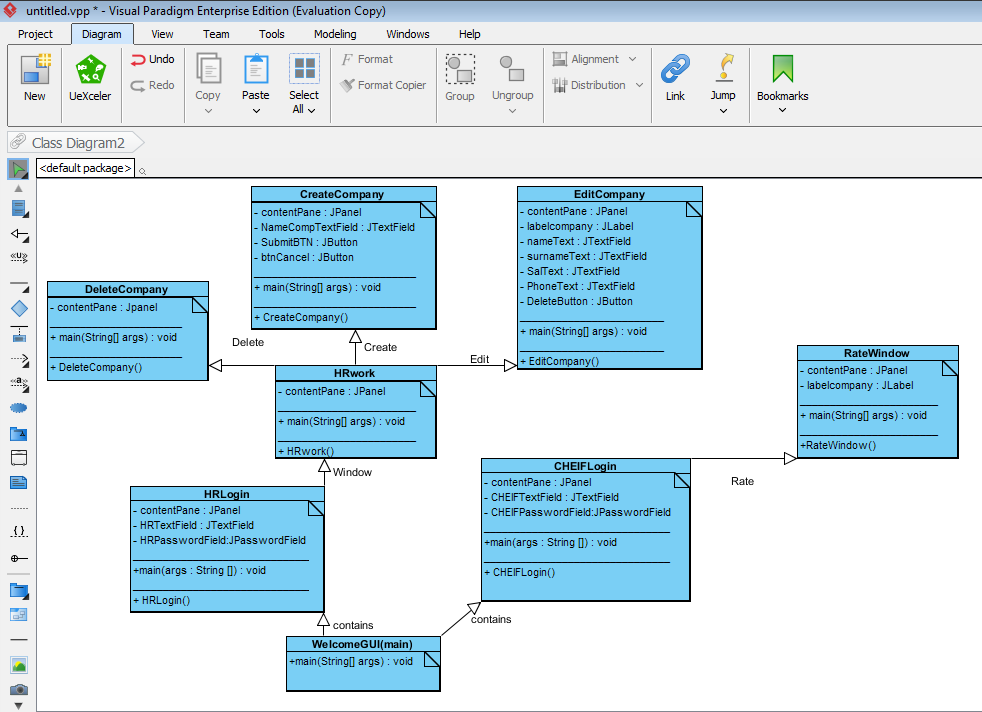 untitled.vpp * - Visual Paradigm Enterprise Edition (Evaluation Copy)
Project Diagram View Team Tools Modeling Windows Help
New
UeXceler
Undo
Redo
Copy
Paste
Select
All
Format
Format Copier
Group
Ungroup
Alignment
Distribution
Link
Jump
Bookmarks
Class Diagram2
<default package>
CreateCompany
- contentPane : JPanel
- NameCompTextField : JTextField
- SubmitBTN : JButton
- btnCancel : JButton
+ main(String[] args) : void
+ CreateCompany()
EditCompany
- contentPane : JPanel
- labelcompany : JLabel
- nameText : JTextField
- surnameText : JTextField
- SalText : JTextField
- PhoneText : JTextField
- DeleteButton : JButton
+ main(String[] args) : void
+ EditCompany()
DeleteCompany
- contentPane : Jpanel
+ main(String[] args) : void
+ DeleteCompany()
Delete
Create
Edit
HRwork
- contentPane : JPanel
+ main(String[] args) : void
+ HRwork()
RateWindow
- contentPane : JPanel
- labelcompany : JLabel
+ main(String[] args) : void
+RateWindow()
Window
Rate
HRLogin
- contentPane : JPanel
- HRTextField : JTextField
- HRPasswordField:JPasswordField
+main(args : String []) : void
+ HRLogin()
CHEIFLogin
- contentPane : JPanel
- CHEIFTextField : JTextField
- CHEIFPasswordField:JPasswordField
+main(args : String []) : void
+ CHEIFLogin()
contains
contains
WelcomeGUI(main)
+main(String[] args) : void